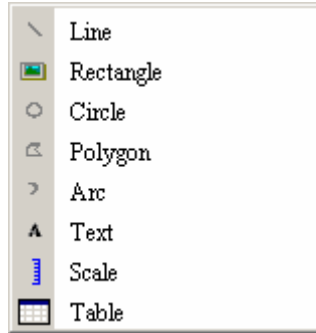 Line
Rectangle
Circle
Polygon
Arc
Text
Scale
Table